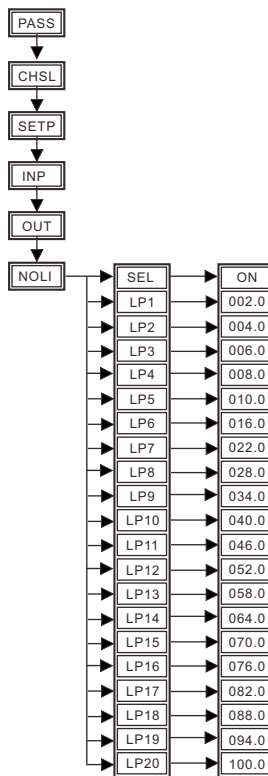 PASS
CHSL
SETP
INP
OUT
NOLI SEL ON
LP1 002.0
LP2 004.0
LP3 006.0
LP4 008.0
LP5 010.0
LP6 016.0
LP7 022.0
LP8 028.0
LP9 034.0
LP10 040.0
LP11 046.0
LP12 052.0
LP13 058.0
LP14 064.0
LP15 070.0
LP16 076.0
LP17 082.0
LP18 088.0
LP19 094.0
LP20 100.0